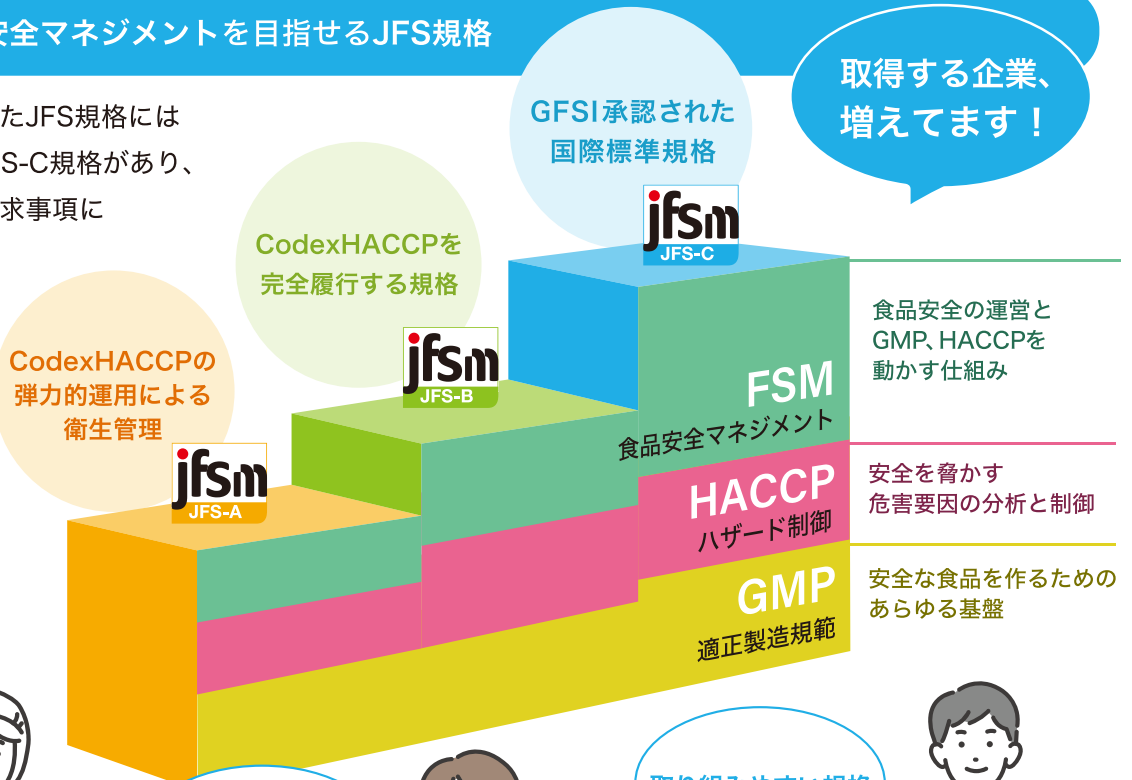 安全マネジメントを目指せるJFS規格
取得する企業、
増えてます！
たJFS規格には
S-C規格があり、
求事項に
GFSI承認された
国際標準規格
jfsm
JFS-C
CodexHACCPを
完全履行する規格
jfsm
JFS-B
CodexHACCPの
弾力的運用による
衛生管理
jfsm
JFS-A
FSM
食品安全マネジメント
食品安全の運営と
GMP、HACCPを
動かす仕組み
HACCP
ハザード制御
安全を脅かす
危害要因の分析と制御
GMP
適正製造規範
安全な食品を作るための
あらゆる基盤
取り組みやすい規格